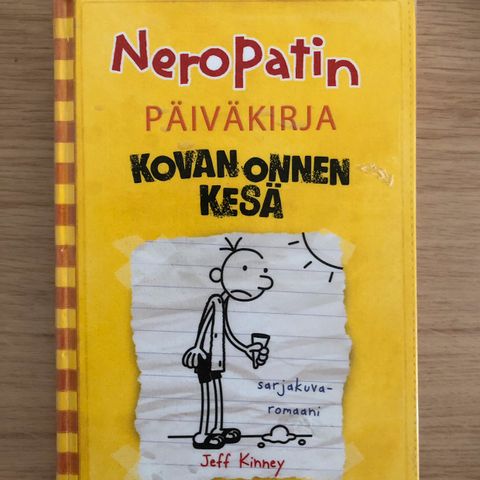 Neropatin
PÄIVÄKIRJA
KOVAN ONNEN
KESÄ
sarjakuva-
romaani
Jeff Kinney